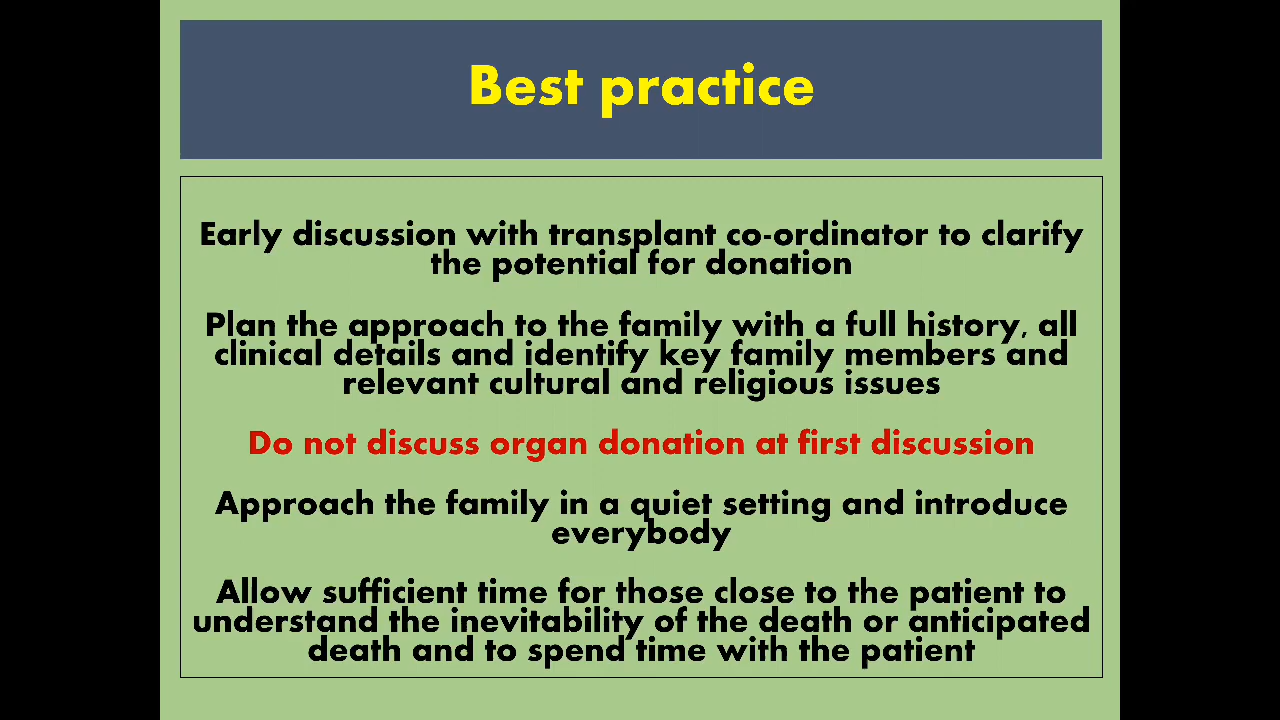 Best practice
Early discussion with transplant co-ordinator to clarify
the potential for donation
Plan the approach to the family with a full history, all
clinical details and identify key family members and
relevant cultural and religious issues
Do not discuss organ donation at first discussion
Approach the family in a quiet setting and introduce
everybody
Allow sufficient time for those close to the patient to
understand the inevitability of the death or anticipated
death and to spend time with the patient